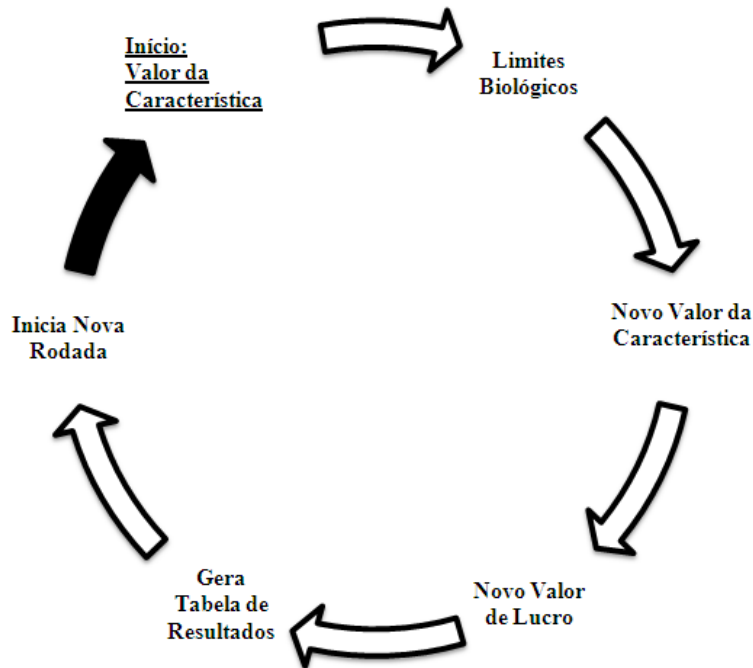 Início:
Valor da
Característica
Limites
Biológicos
Novo Valor da
Característica
Novo Valor
de Lucro
Gera
Tabela de
Resultados
Inicia Nova
Rodada